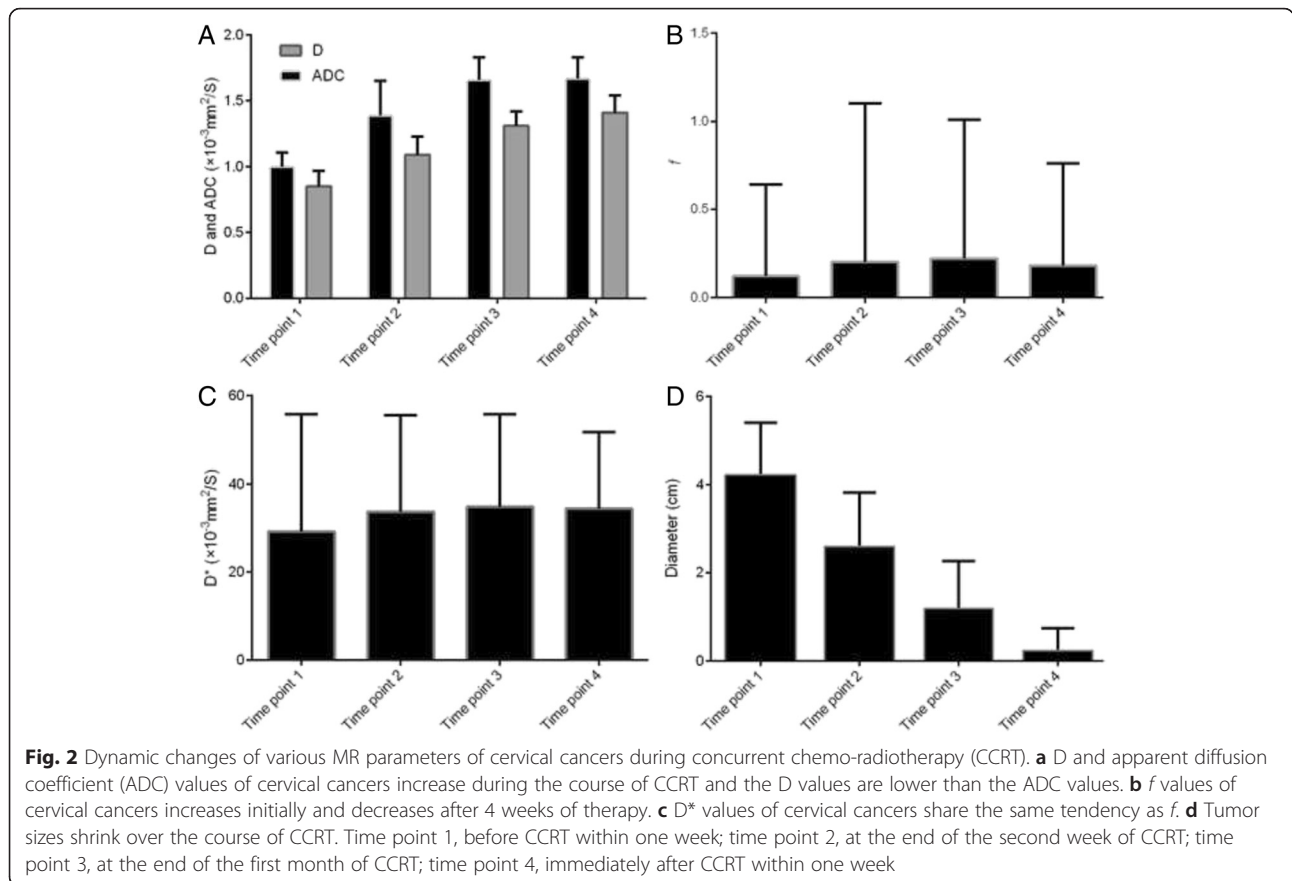 A
2.0
1.5
1.0
0.5
0.0
D and ADC (×10⁻³mm²/S)
D
ADC
Time point 1
Time point 2
Time point 3
Time point 4
B
1.5
1.0
0.5
0.0
f
Time point 1
Time point 2
Time point 3
Time point 4
C
60
40
20
0
D* (×10⁻³mm²/S)
Time point 1
Time point 2
Time point 3
Time point 4
D
6
4
2
0
Diameter (cm)
Time point 1
Time point 2
Time point 3
Time point 4
Fig. 2 Dynamic changes of various MR parameters of cervical cancers during concurrent chemo-radiotherapy (CCRT). a D and apparent diffusion
coefficient (ADC) values of cervical cancers increase during the course of CCRT and the D values are lower than the ADC values. b f values of
cervical cancers increases initially and decreases after 4 weeks of therapy. c D* values of cervical cancers share the same tendency as f. d Tumor
sizes shrink over the course of CCRT. Time point 1, before CCRT within one week; time point 2, at the end of the second week of CCRT; time
point 3, at the end of the first month of CCRT; time point 4, immediately after CCRT within one week